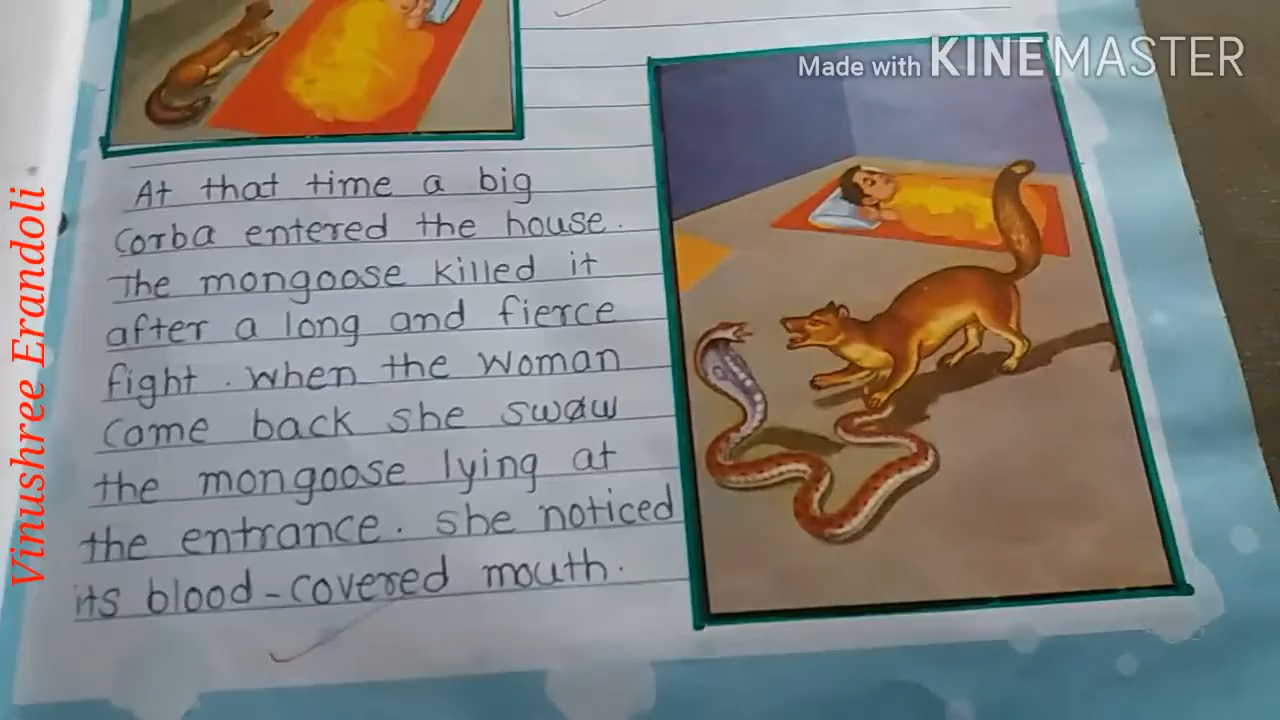 Made with KINEMASTER
Vinushree Erandoli
At that time a big
Corba entered the house.
The mongoose killed it
after a long and fierce
fight. When the woman
came back she swaw
the mongoose lying at
the entrance. She noticed
its blood-covered mouth.